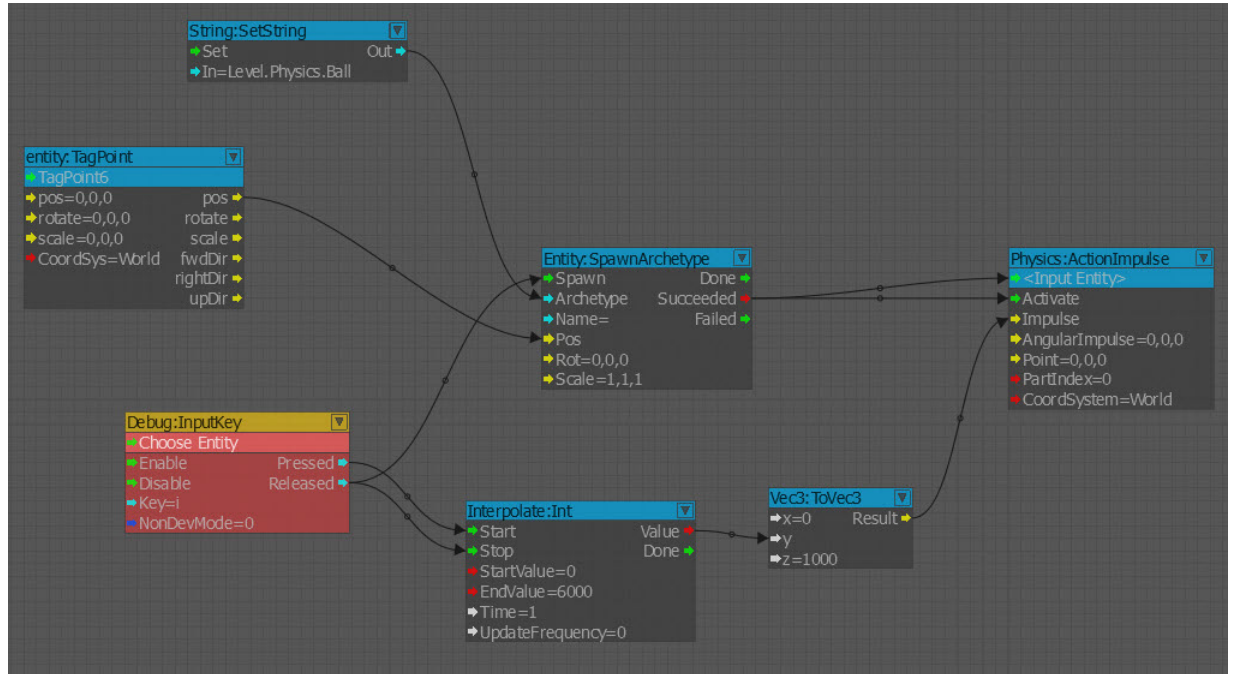 String:SetString
Set Out
In=Level.Physics.Ball
entity:TagPoint
TagPoint6
pos=0,0,0 pos
rotate=0,0,0 rotate
scale=0,0,0 scale
CoordSys=World fwdDir
rightDir
upDir
Entity:SpawnArchetype
Spawn Done
Archetype Succeeded
Name= Failed
Pos
Rot=0,0,0
Scale=1,1,1
Physics:ActionImpulse
<Input Entity>
Activate
Impulse
AngularImpulse=0,0,0
Point=0,0,0
PartIndex=0
CoordSystem=World
Debug:InputKey
Choose Entity
Enable Pressed
Disable Released
Key=i
NonDevMode=0
Interpolate:Int
Start Value
Stop Done
StartValue=0
EndValue=6000
Time=1
UpdateFrequency=0
Vec3:ToVec3
x=0 Result
y
z=1000